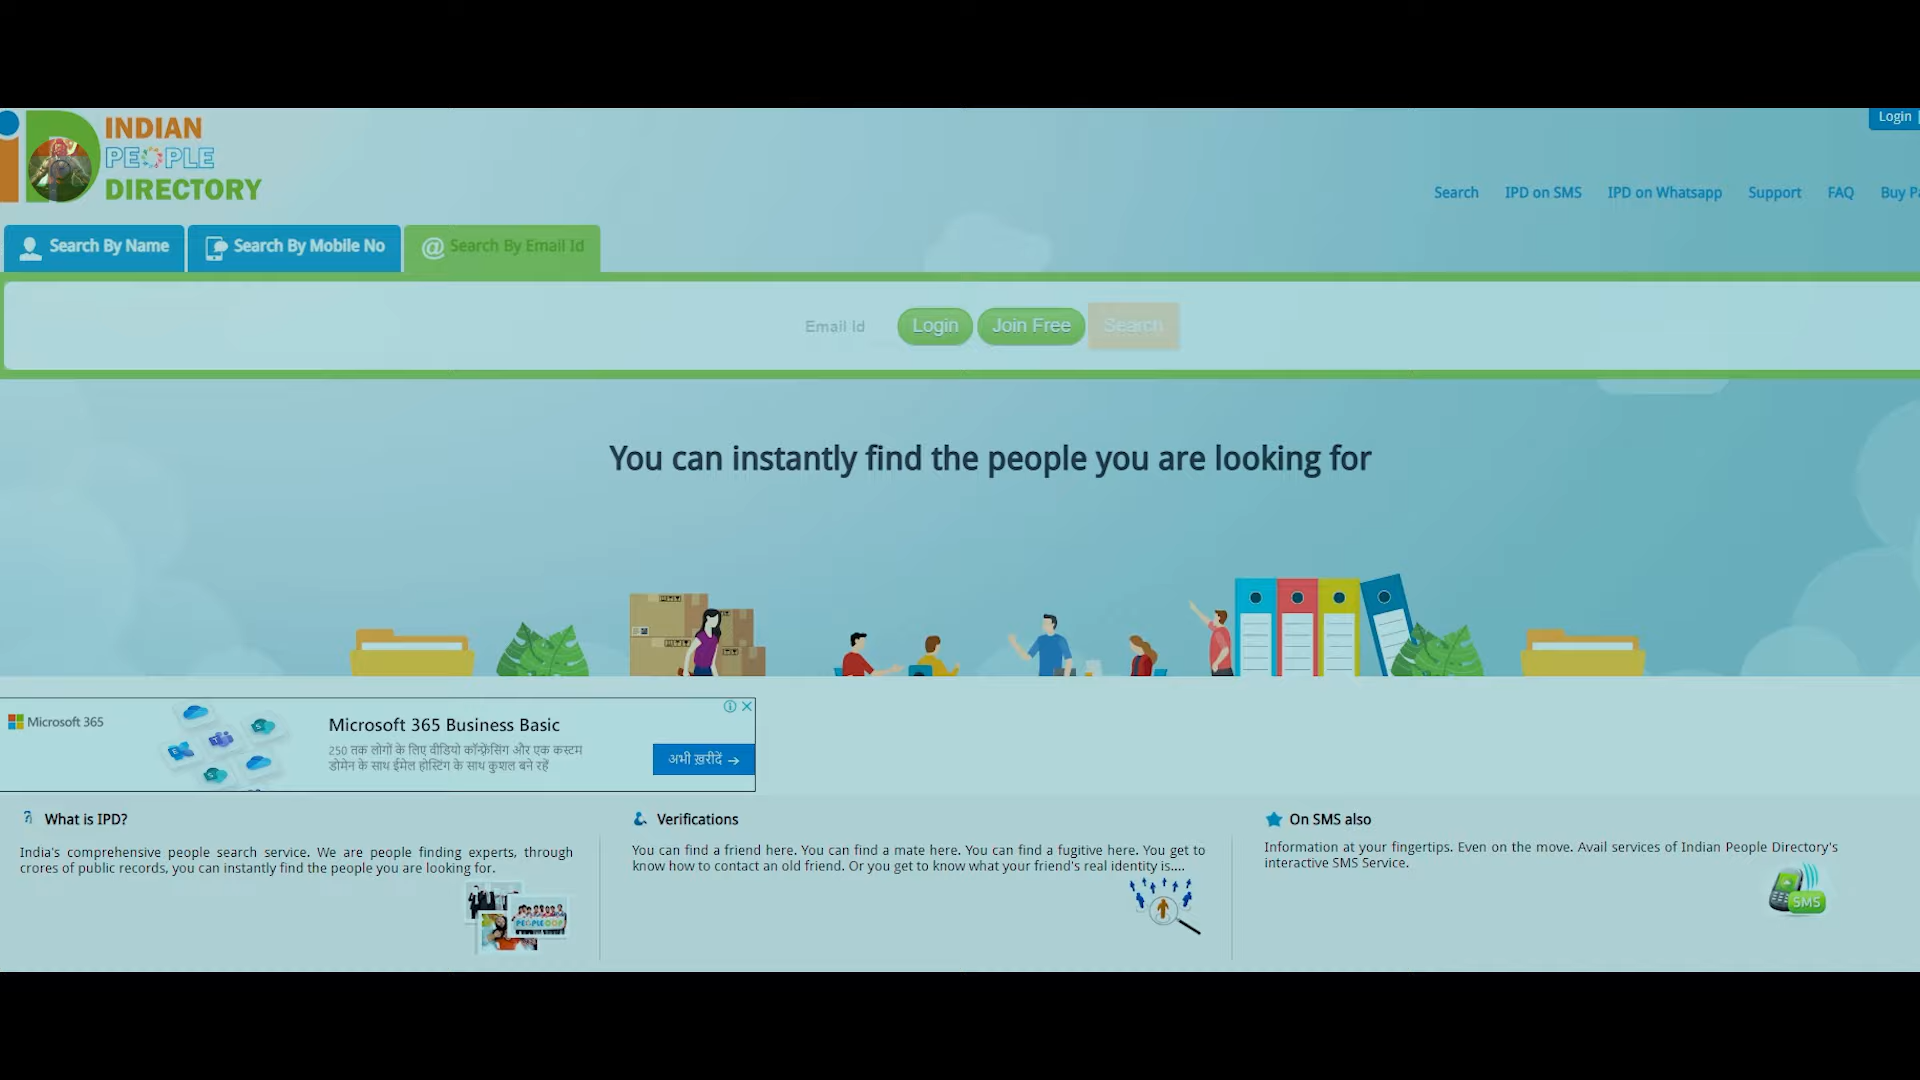 INDIAN
PEOPLE
DIRECTORY
Login |
Search IPD on SMS IPD on Whatsapp Support FAQ Buy
Search By Name Search By Mobile No @ Search By Email Id
Email Id Login Join Free Search
You can instantly find the people you are looking for
Microsoft 365
Microsoft 365 Business Basic
250 तक लोगों के लिए वीडियो कॉन्फ़्रेंसिंग और एक कस्टम
डोमेन के साथ ईमेल होस्टिंग के साथ कुशल बने रहें
अभी ख़रीदें →
What is IPD?
India's comprehensive people search service. We are people finding experts, through
crores of public records, you can instantly find the people you are looking for.
Verifications
You can find a friend here. You can find a mate here. You can find a fugitive here. You get to
know how to contact an old friend. Or you get to know what your friend's real identity is....
On SMS also
Information at your fingertips. Even on the move. Avail services of Indian People Directory's
interactive SMS Service.
SMS